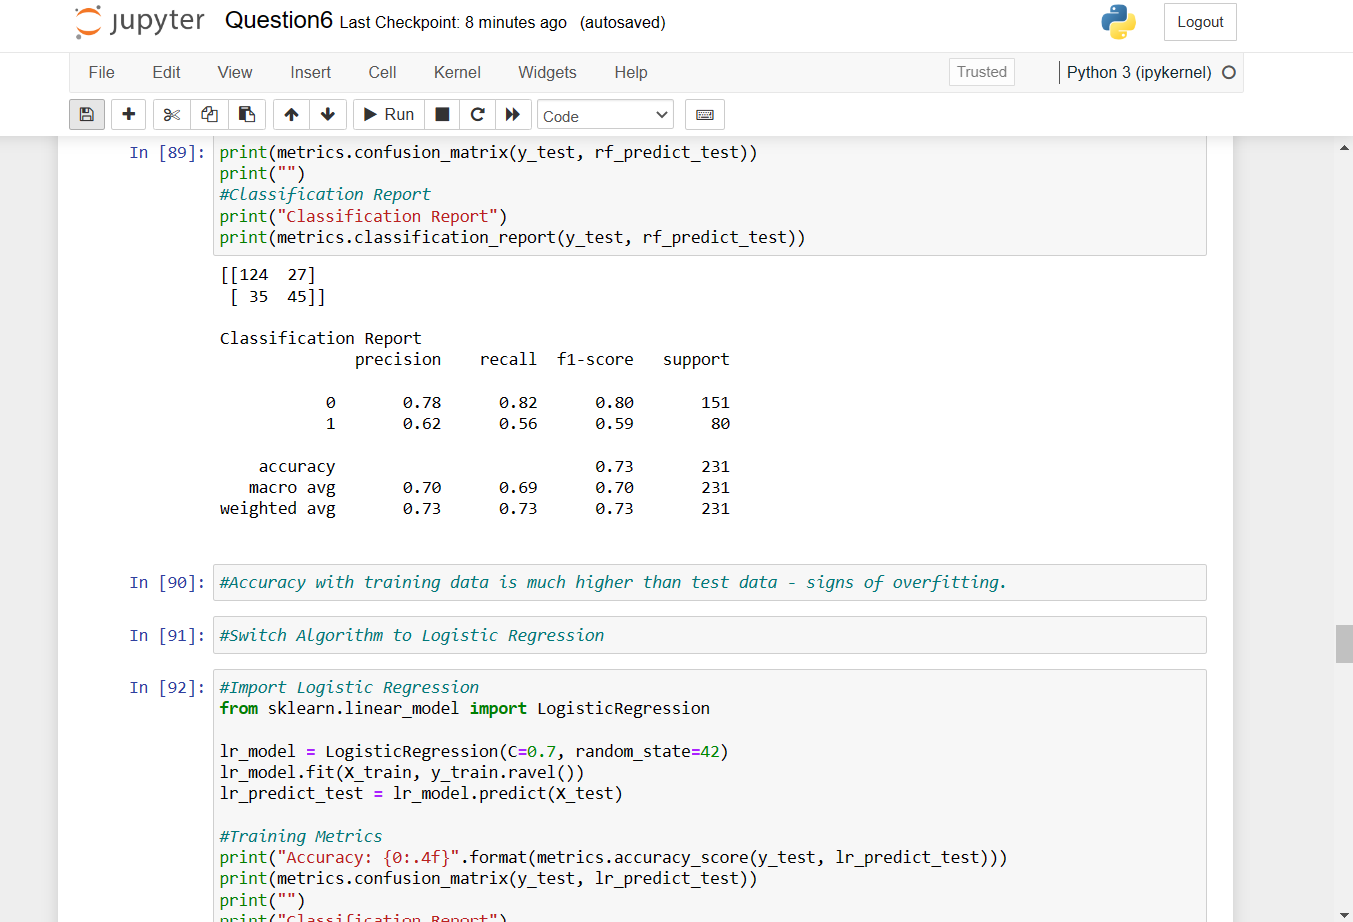 jupyter Question6 Last Checkpoint: 8 minutes ago (autosaved)
Logout
File Edit View Insert Cell Kernel Widgets Help Trusted Python 3 (ipykernel)
Run Code
In [89]: print(metrics.confusion_matrix(y_test, rf_predict_test))
print("")
#Classification Report
print("Classification Report")
print(metrics.classification_report(y_test, rf_predict_test))
[[124 27]
[ 35 45]]
Classification Report
precision recall f1-score support
0 0.78 0.82 0.80 151
1 0.62 0.56 0.59 80
accuracy 0.73 231
macro avg 0.70 0.69 0.70 231
weighted avg 0.73 0.73 0.73 231
In [90]: #Accuracy with training data is much higher than test data - signs of overfitting.
In [91]: #Switch Algorithm to Logistic Regression
In [92]: #Import Logistic Regression
from sklearn.linear_model import LogisticRegression
lr_model = LogisticRegression(C=0.7, random_state=42)
lr_model.fit(X_train, y_train.ravel())
lr_predict_test = lr_model.predict(X_test)
#Training Metrics
print("Accuracy: {0:.4f}".format(metrics.accuracy_score(y_test, lr_predict_test)))
print(metrics.confusion_matrix(y_test, lr_predict_test))
print("")
print("Classification Report")